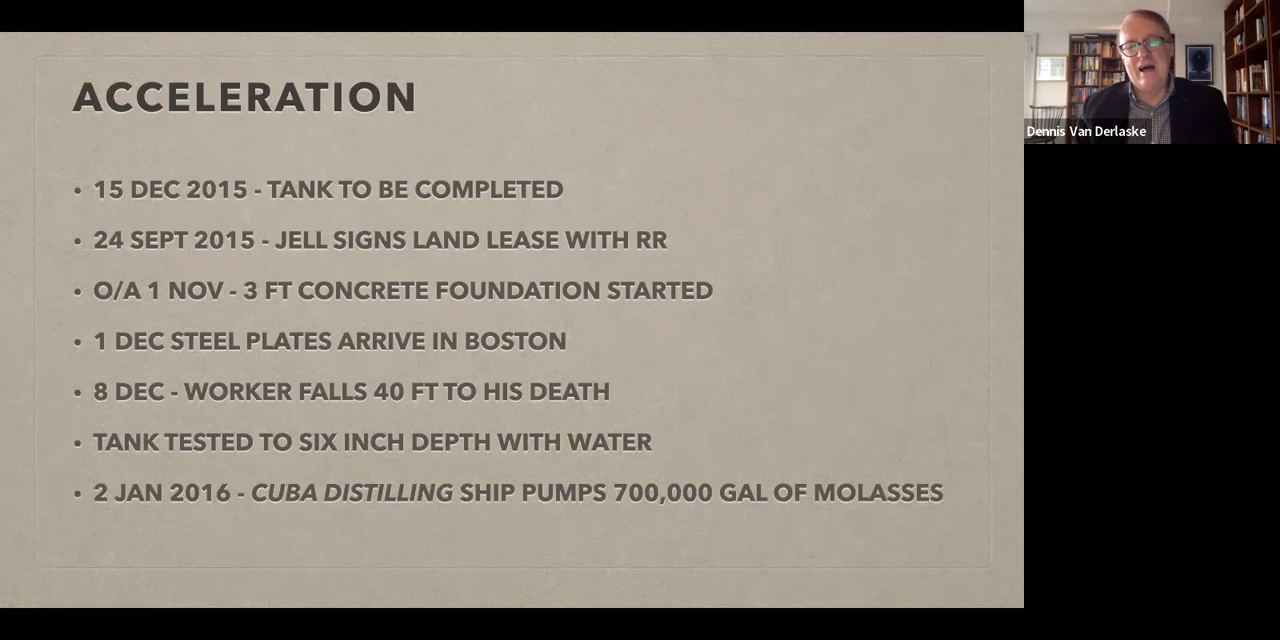 ACCELERATION
• 15 DEC 2015 - TANK TO BE COMPLETED
• 24 SEPT 2015 - JELL SIGNS LAND LEASE WITH RR
• O/A 1 NOV - 3 FT CONCRETE FOUNDATION STARTED
• 1 DEC STEEL PLATES ARRIVE IN BOSTON
• 8 DEC - WORKER FALLS 40 FT TO HIS DEATH
• TANK TESTED TO SIX INCH DEPTH WITH WATER
• 2 JAN 2016 - CUBA DISTILLING SHIP PUMPS 700,000 GAL OF MOLASSES
Dennis Van Derlaske